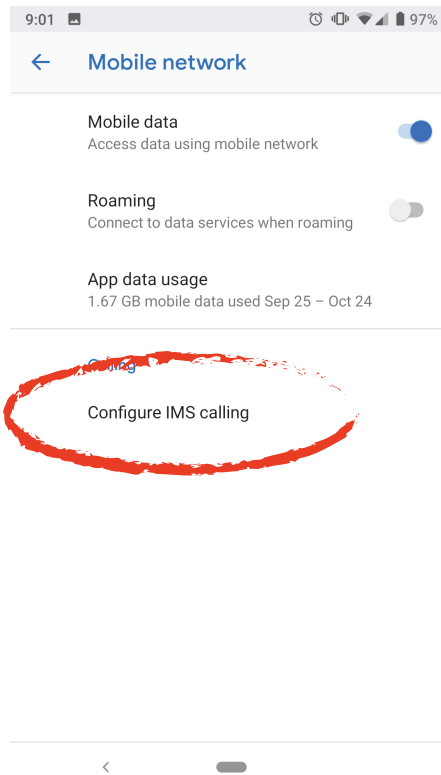 9:01 97%
Mobile network
Mobile data
Access data using mobile network
Roaming
Connect to data services when roaming
App data usage
1.67 GB mobile data used Sep 25 – Oct 24
Calling
Configure IMS calling